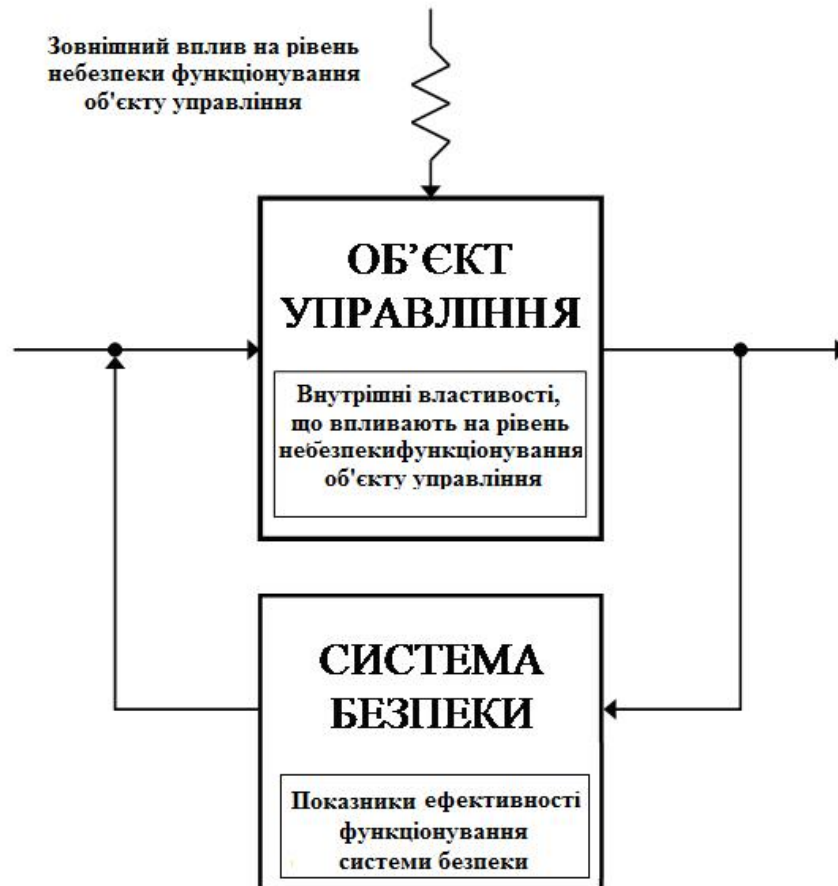 Зовнішний вплив на рівень
небезпеки функціонування
об'єкту управління
ОБ’ЄКТ
УПРАВЛІННЯ
Внутрішні властивості,
що впливають на рівень
небезпекифункціонування
об'єкту управління
СИСТЕМА
БЕЗПЕКИ
Показники ефективності
функціонування
системи безпеки